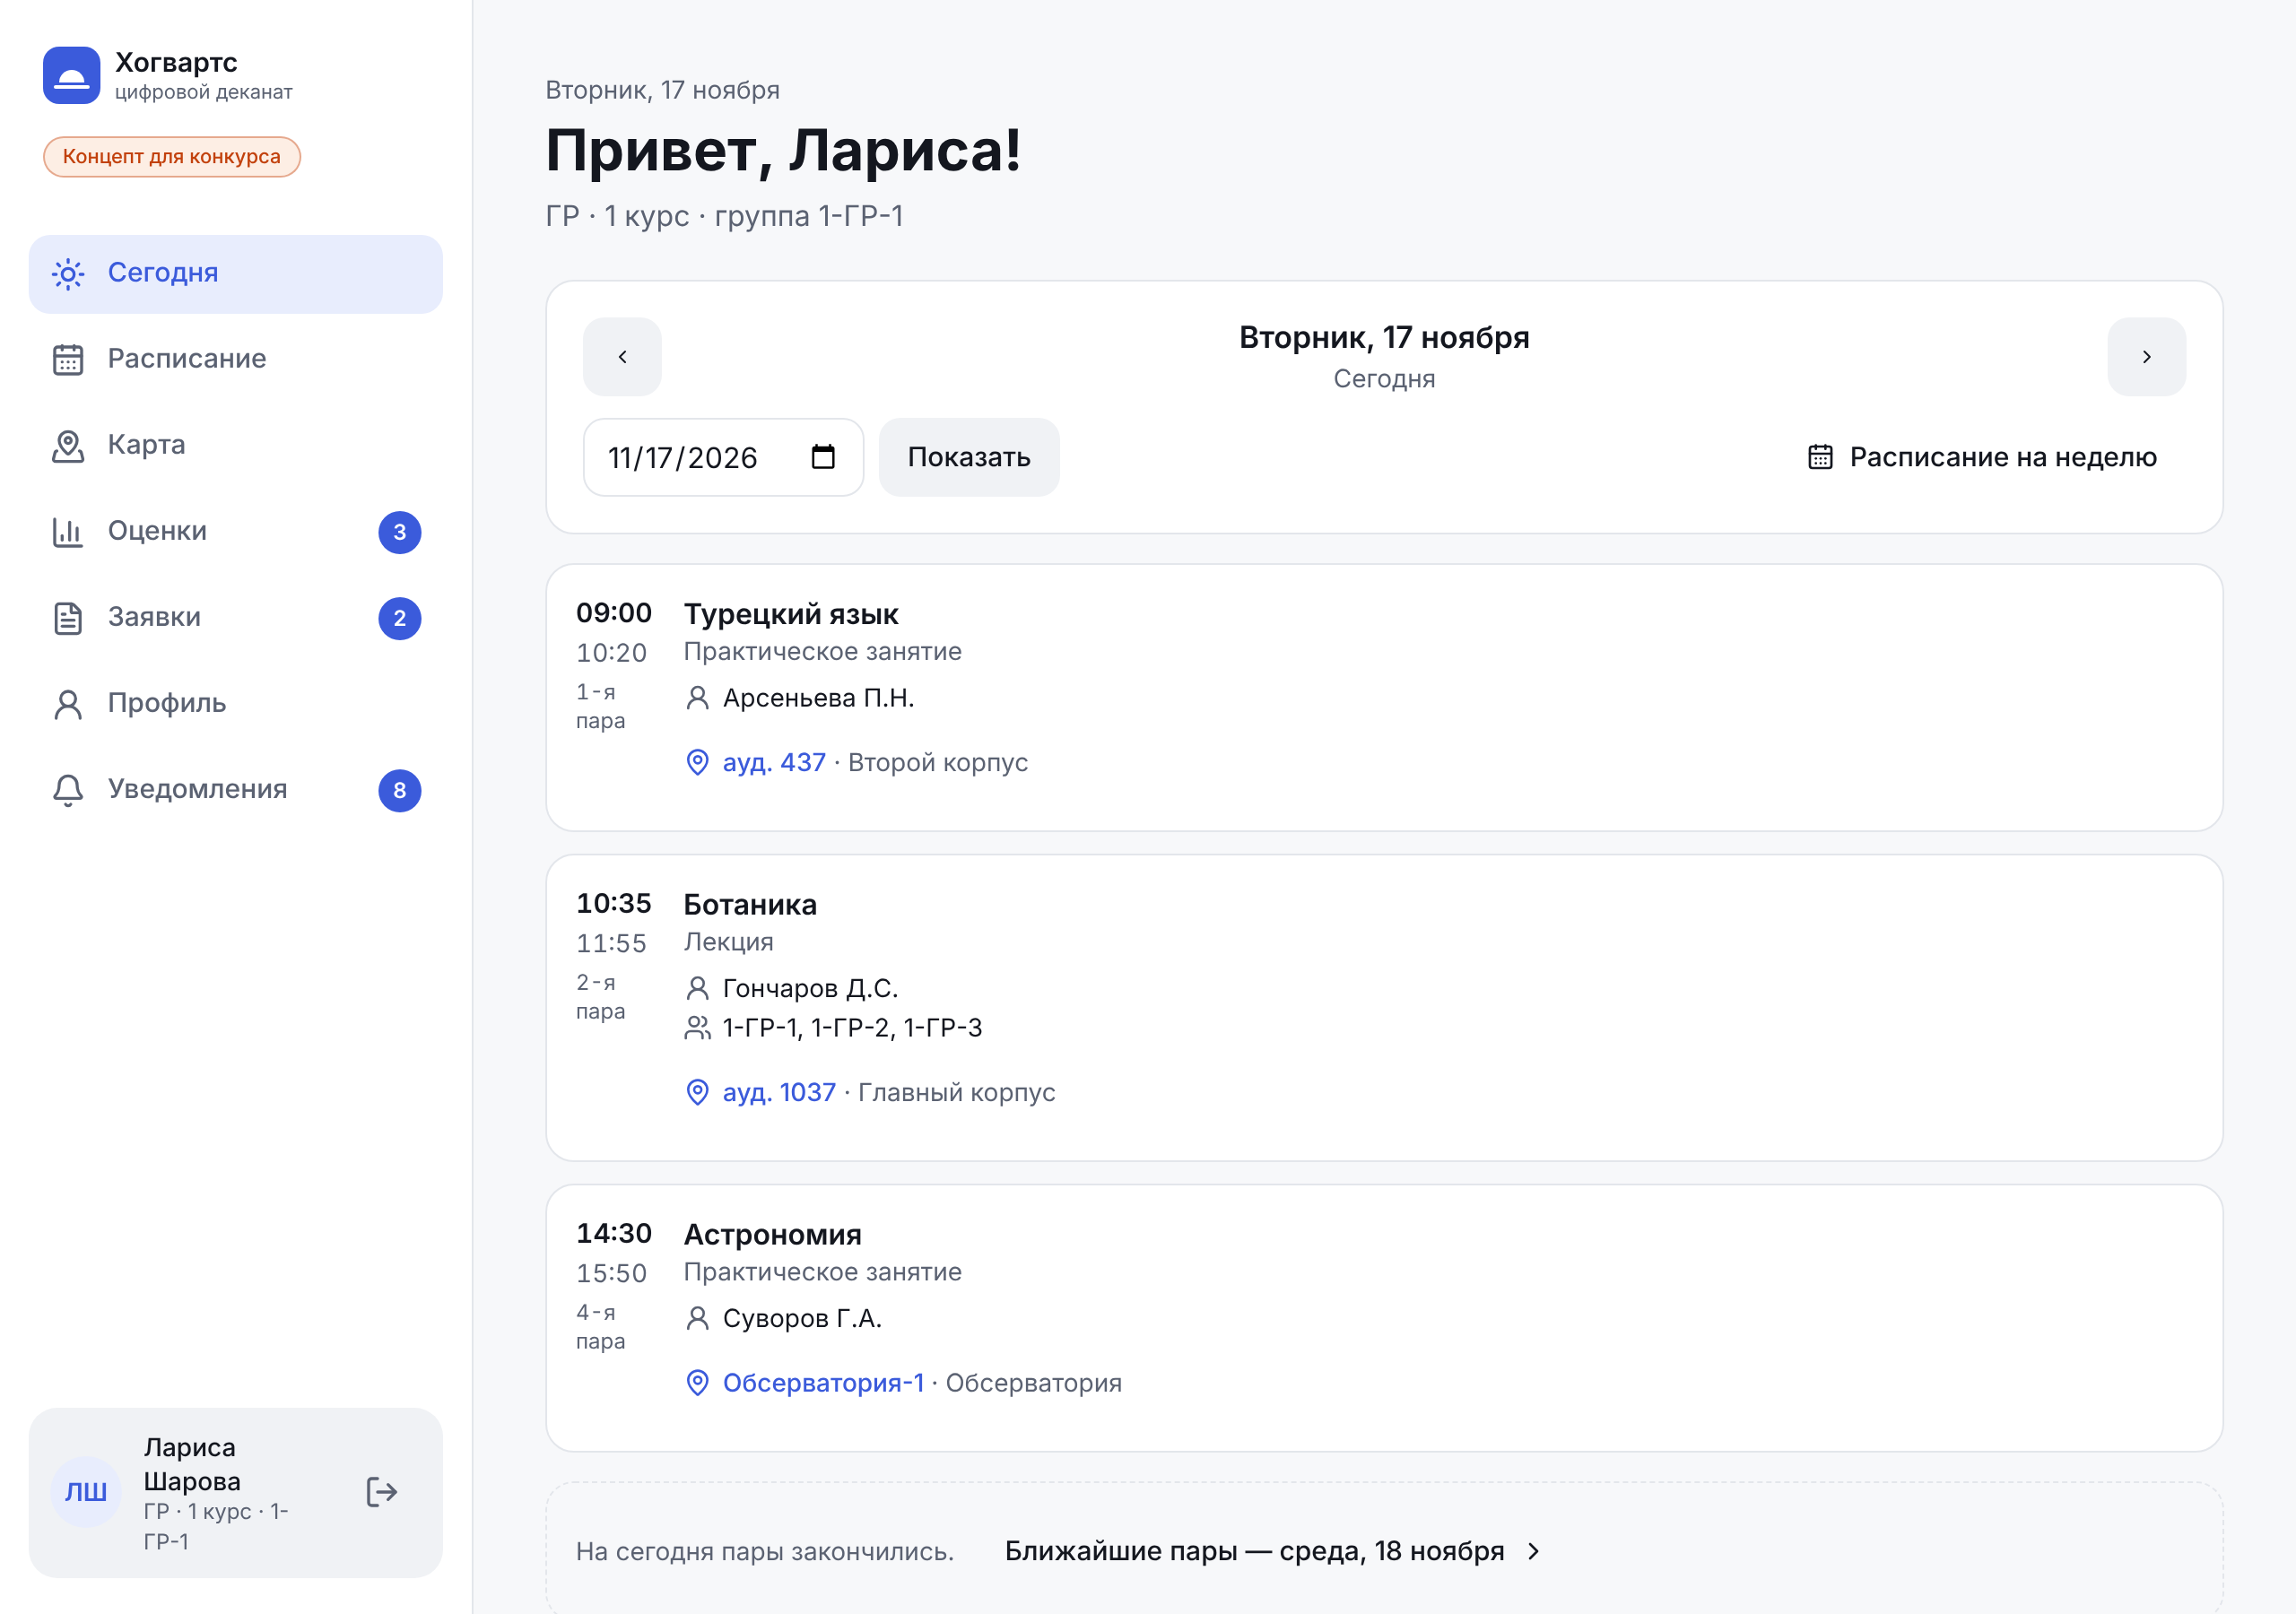 Хогвартс
цифровой деканат
Концепт для конкурса
Сегодня
Расписание
Карта
Оценки 3
Заявки 2
Профиль
Уведомления 8
ЛШ
Лариса
Шарова
ГР · 1 курс · 1-
ГР-1
Вторник, 17 ноября
Привет, Лариса!
ГР · 1 курс · группа 1-ГР-1
Вторник, 17 ноября
Сегодня
11/17/2026
Показать
Расписание на неделю
09:00
10:20
1-я
пара
Турецкий язык
Практическое занятие
Арсеньева П.Н.
ауд. 437 · Второй корпус
10:35
11:55
2-я
пара
Ботаника
Лекция
Гончаров Д.С.
1-ГР-1, 1-ГР-2, 1-ГР-3
ауд. 1037 · Главный корпус
14:30
15:50
4-я
пара
Астрономия
Практическое занятие
Суворов Г.А.
Обсерватория-1 · Обсерватория
На сегодня пары закончились.
Ближайшие пары — среда, 18 ноября